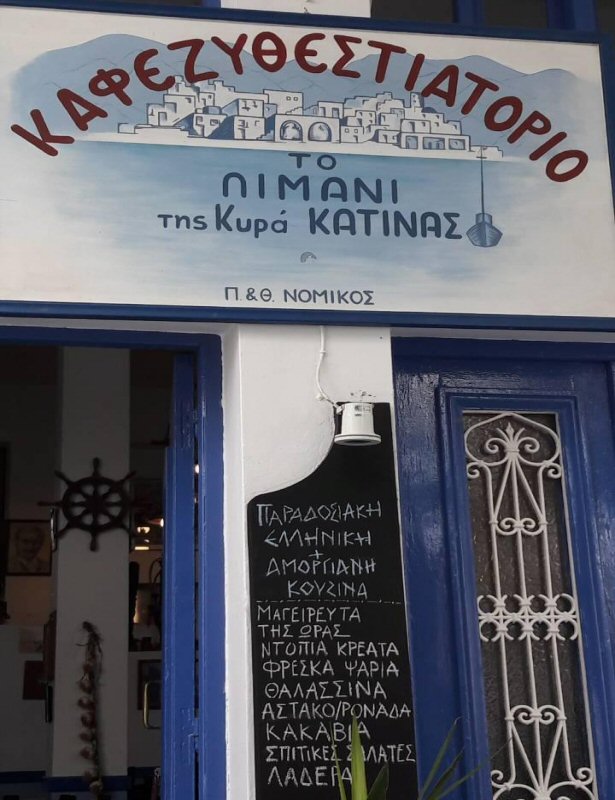 ΚΑΦΕΖΥΘΕΣΤΙΑΤΟΡΙΟ
ΤΟ
ΛΙΜΑΝΙ
της Κυρά ΚΑΤΙΝΑΣ
Π. & Θ. ΝΟΜΙΚΟΣ
ΠΑΡΑΔΟΣΙΑΚΗ
ΕΛΛΗΝΙΚΗ
+
ΑΜΟΡΓΙΑΝΗ
ΚΟΥΖΙΝΑ
ΜΑΓΕΙΡΕΥΤΑ
ΤΗΣ ΩΡΑΣ
ΝΤΟΠΙΑ ΚΡΕΑΤΑ
ΦΡΕΣΚΑ ΨΑΡΙΑ
ΘΑΛΑΣΣΙΝΑ
ΑΣΤΑΚΟ/ΡΟΝΑΔΑ
ΚΑΚΑΒΙΑ
ΣΠΙΤΙΚΕΣ ΣΑΛΑΤΕΣ
ΛΑΔΕΡΑ